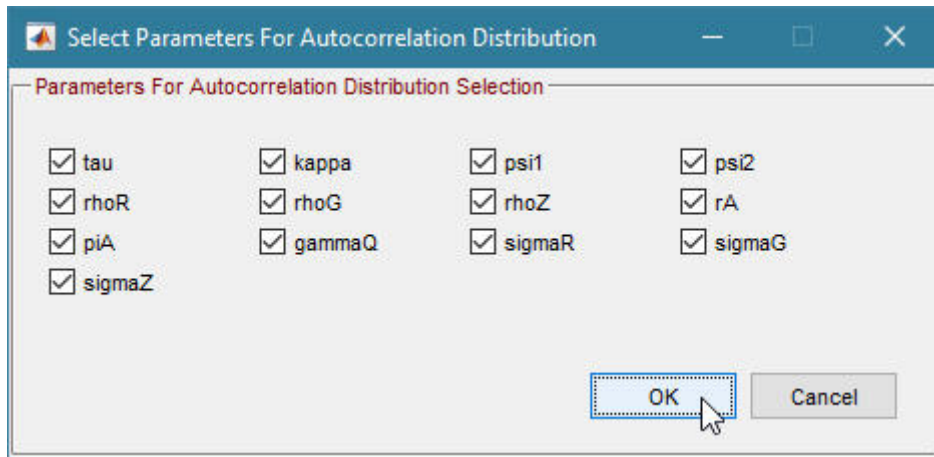 Select Parameters For Autocorrelation Distribution
Parameters For Autocorrelation Distribution Selection
tau kappa psi1 psi2
rhoR rhoG rhoZ rA
piA gammaQ sigmaR sigmaG
sigmaZ
OK Cancel